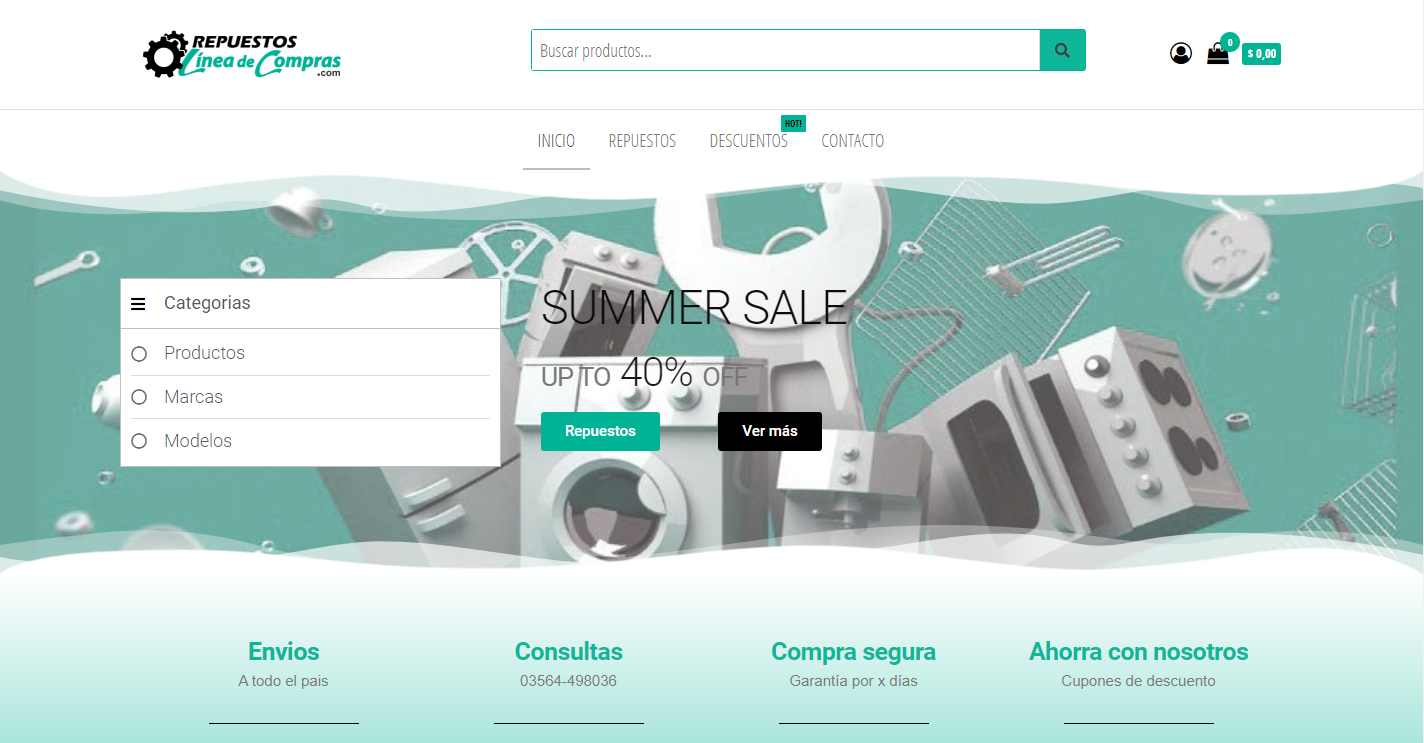 REPUESTOS
Línea de Compras
.com
Buscar productos...
0
$ 0,00
HOT!
INICIO REPUESTOS DESCUENTOS CONTACTO
Categorias
Productos
Marcas
Modelos
SUMMER SALE
UP TO 40% OFF
Repuestos Ver más
Envios
A todo el pais
Consultas
03564-498036
Compra segura
Garantía por x días
Ahorra con nosotros
Cupones de descuento